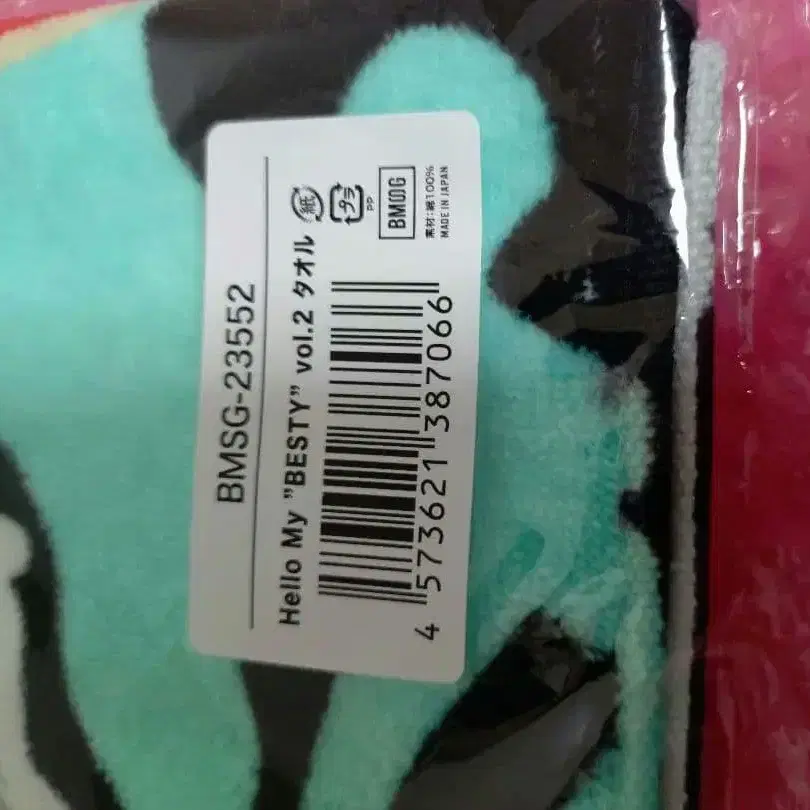 BMSG-23552
Hello My ”BESTY” vol.2 タオル
紙
プラ
PP
4 573621 387066
BMSG
素材:綿100%
MADE IN JAPAN